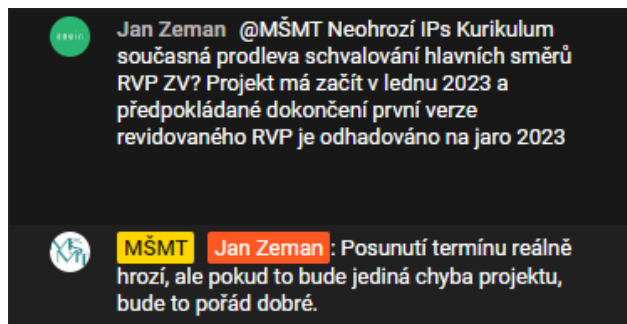 Jan Zeman @MŠMT Neohrozí IPs Kurikulum
současná prodleva schvalování hlavních směrů
RVP ZV? Projekt má začít v lednu 2023 a
předpokládané dokončení první verze
revidovaného RVP je odhadováno na jaro 2023
MŠMT Jan Zeman : Posunutí termínu reálně
hrozí, ale pokud to bude jediná chyba projektu,
bude to pořád dobré.